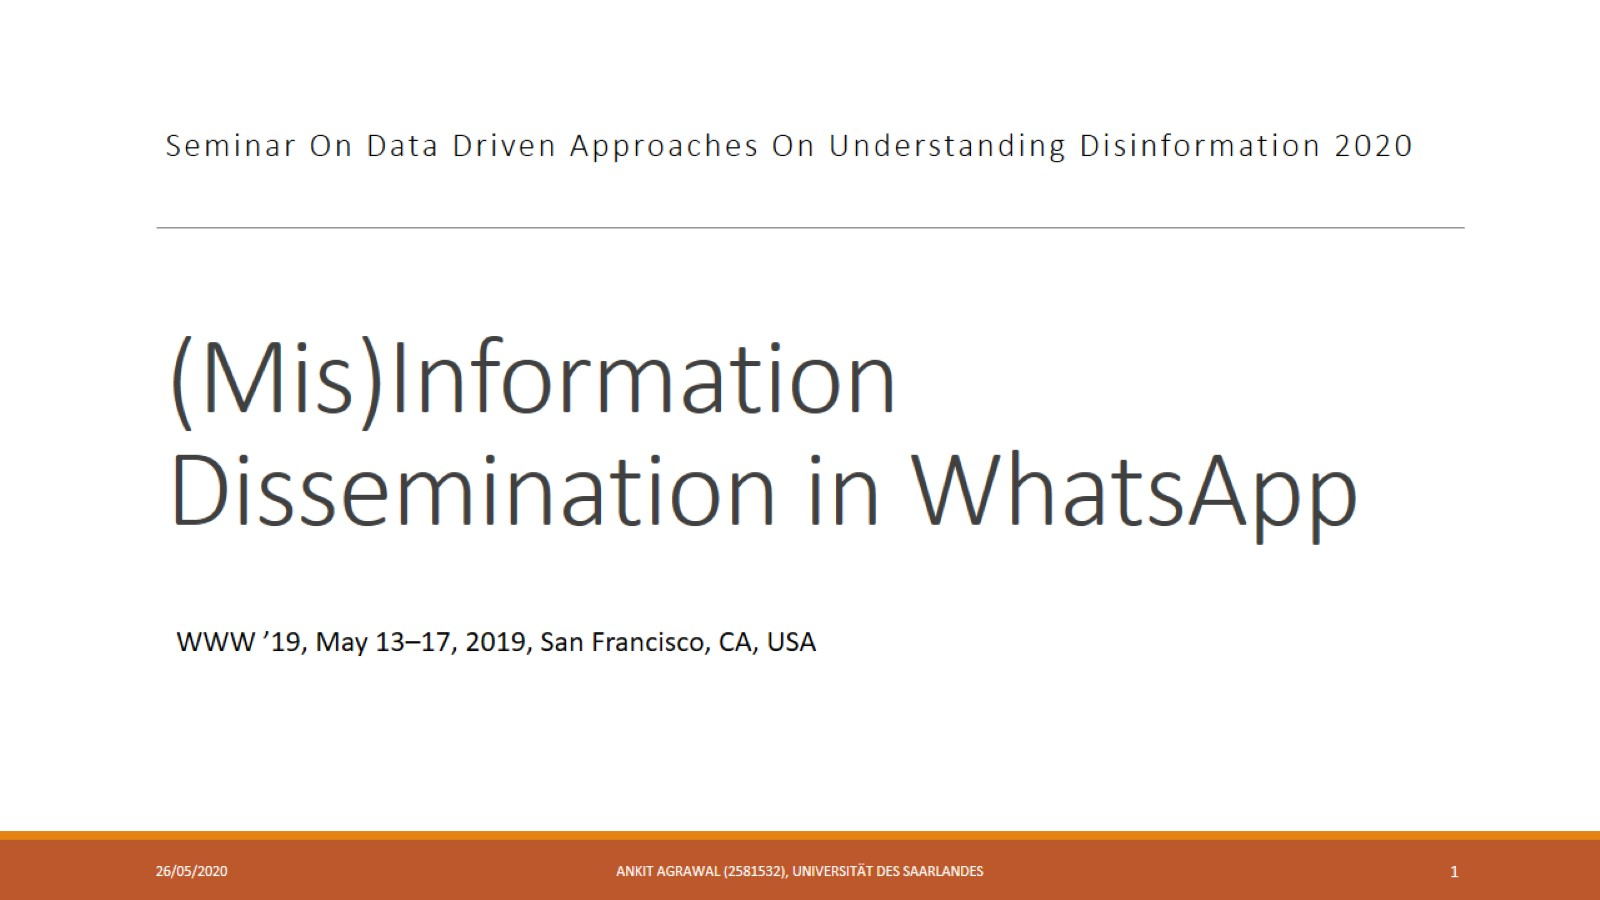 Seminar On Data Driven Approaches On Understanding Disinformation 2020
(Mis)Information
Dissemination in WhatsApp
WWW ’19, May 13–17, 2019, San Francisco, CA, USA
26/05/2020
ANKIT AGRAWAL (2581532), UNIVERSITÄT DES SAARLANDES
1